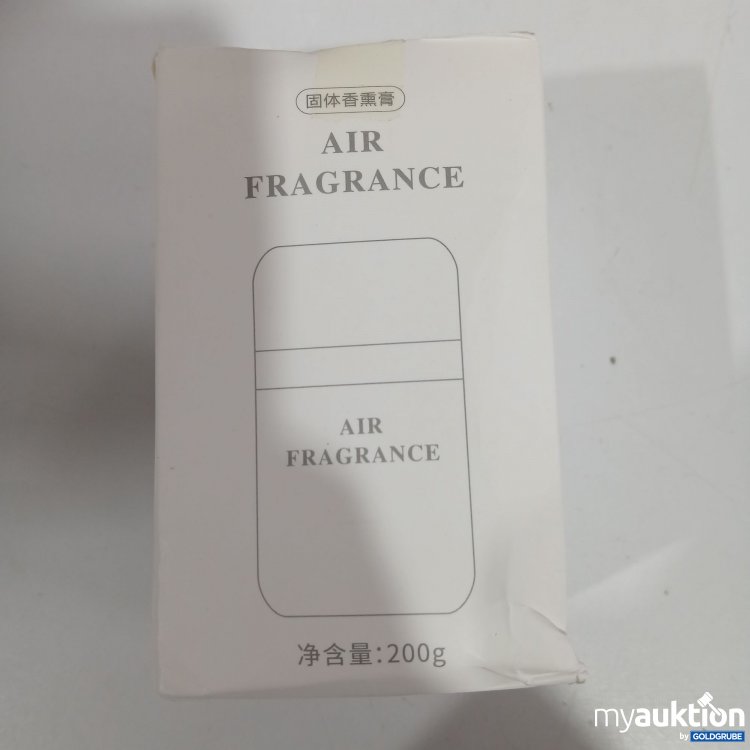 固体香熏膏
AIR
FRAGRANCE
AIR
FRAGRANCE
净含量:200g
myauktion
by GOLDGRUBE